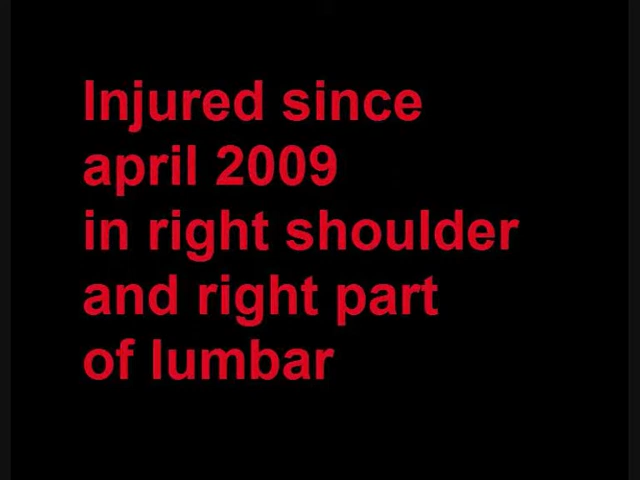 Injured since
april 2009
in right shoulder
and right part
of lumbar